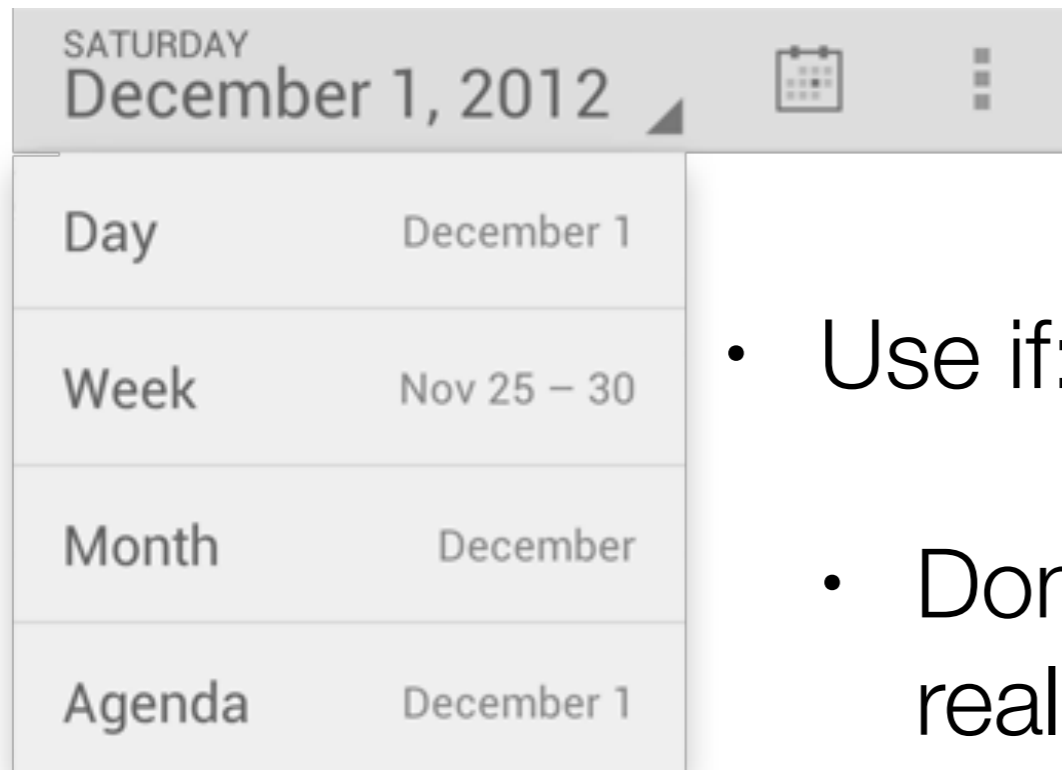 SATURDAY
December 1, 2012
Day December 1
Week Nov 25 – 30
Month December
Agenda December 1
• Use if:
• Don
real